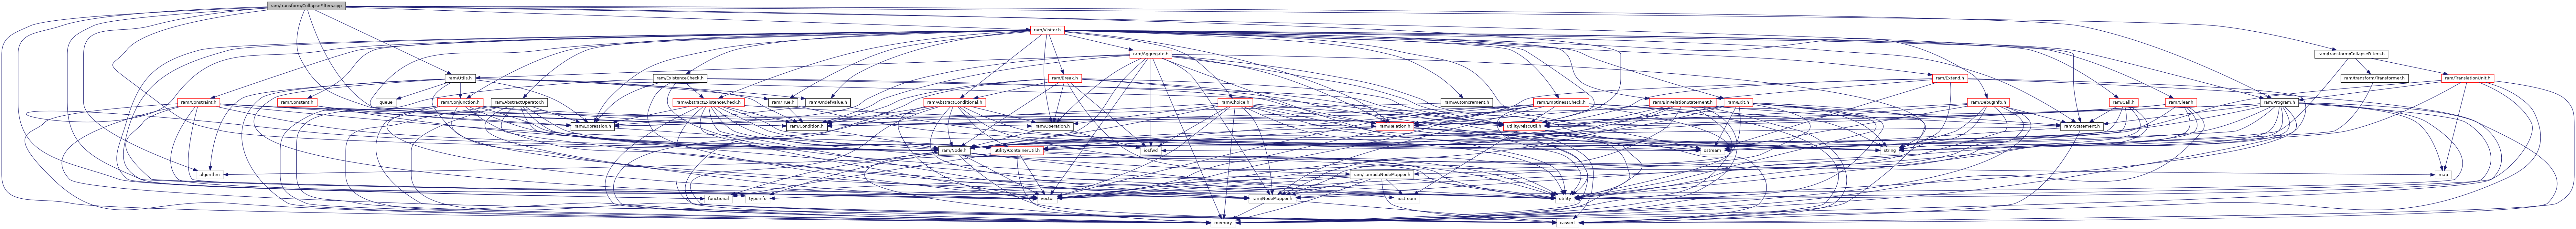 ram/transform/CollapseFilters.cpp
ram/Visitor.h
ram/Aggregate.h
ram/transform/CollapseFilters.h
ram/Utils.h
ram/ExistenceCheck.h
ram/Break.h
ram/Extend.h
ram/transform/Transformer.h
ram/TranslationUnit.h
ram/Constraint.h
ram/Constant.h
queue
ram/Conjunction.h
ram/AbstractOperator.h
ram/AbstractExistenceCheck.h
ram/True.h
ram/UndefValue.h
ram/AbstractConditional.h
ram/Choice.h
ram/AutoIncrement.h
ram/EmptinessCheck.h
ram/BinRelationStatement.h
ram/Exit.h
ram/DebugInfo.h
ram/Call.h
ram/Clear.h
ram/Program.h
ram/Expression.h
ram/Condition.h
ram/Operation.h
ram/Relation.h
utility/MiscUtil.h
ram/Statement.h
ram/Node.h
utility/ContainerUtil.h
iosfwd
ostream
string
algorithm
ram/LambdaNodeMapper.h
map
functional
typeinfo
vector
ram/NodeMapper.h
iostream
utility
memory
cassert